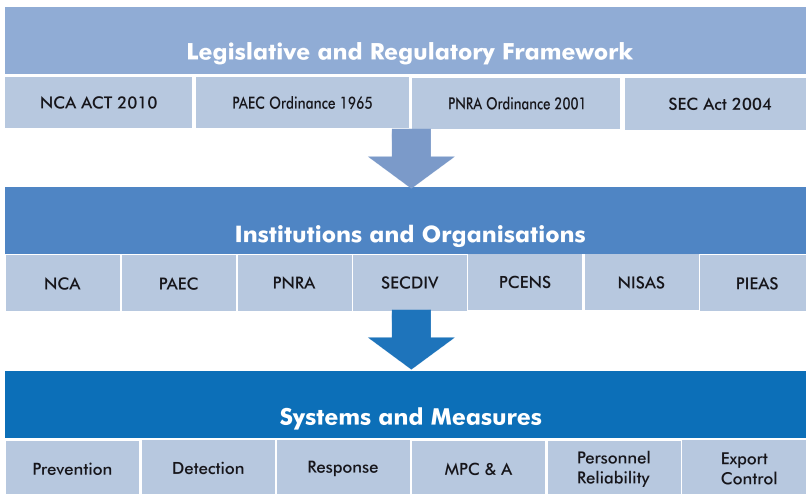 Legislative and Regulatory Framework
NCA ACT 2010
PAEC Ordinance 1965
PNRA Ordinance 2001
SEC Act 2004
Institutions and Organisations
NCA
PAEC
PNRA
SECDIV
PCENS
NISAS
PIEAS
Systems and Measures
Prevention
Detection
Response
MPC & A
Personnel
Reliability
Export
Control